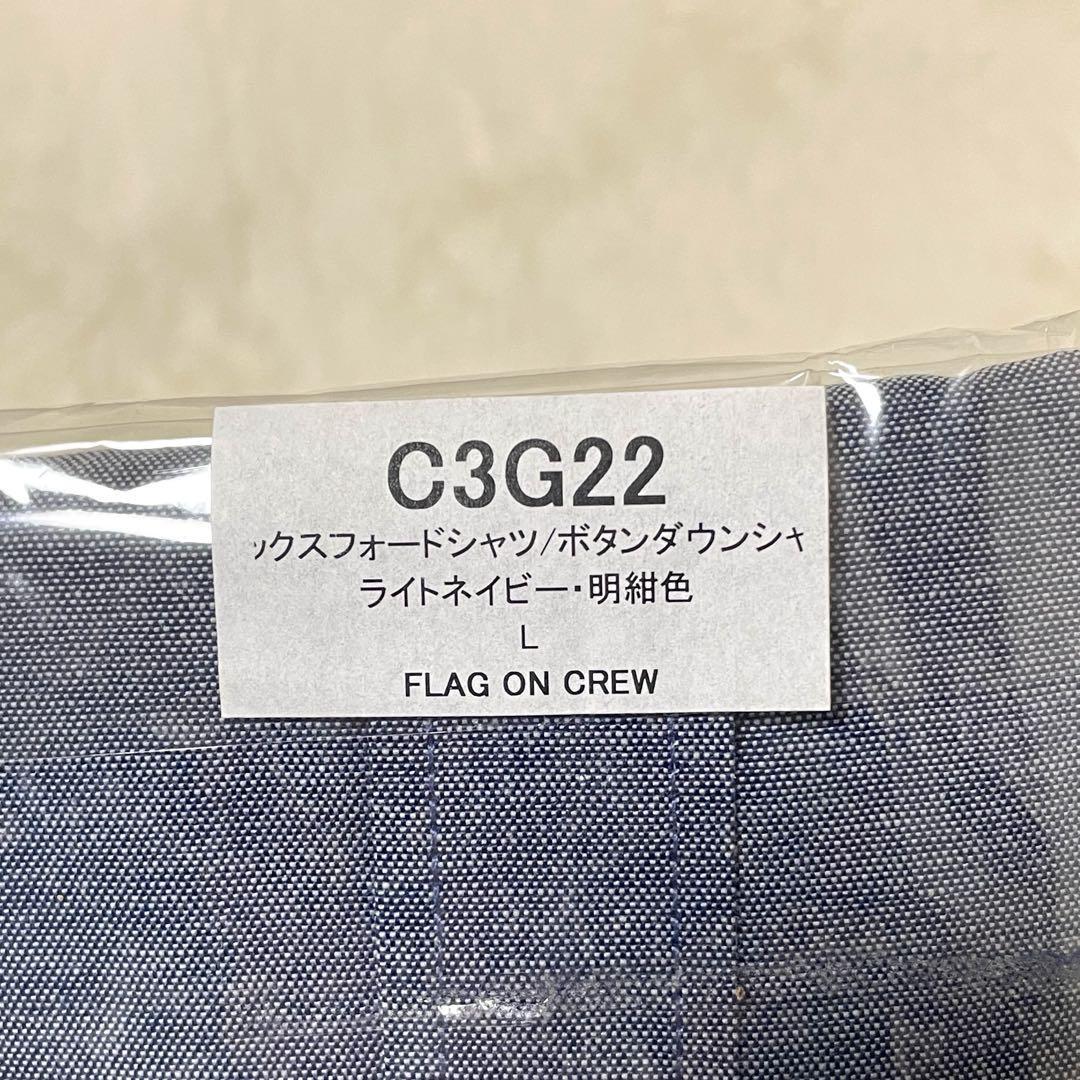 C3G22
ックスフォードシャツ/ボタンダウンシャ
ライトネイビー・明紺色
L
FLAG ON CREW